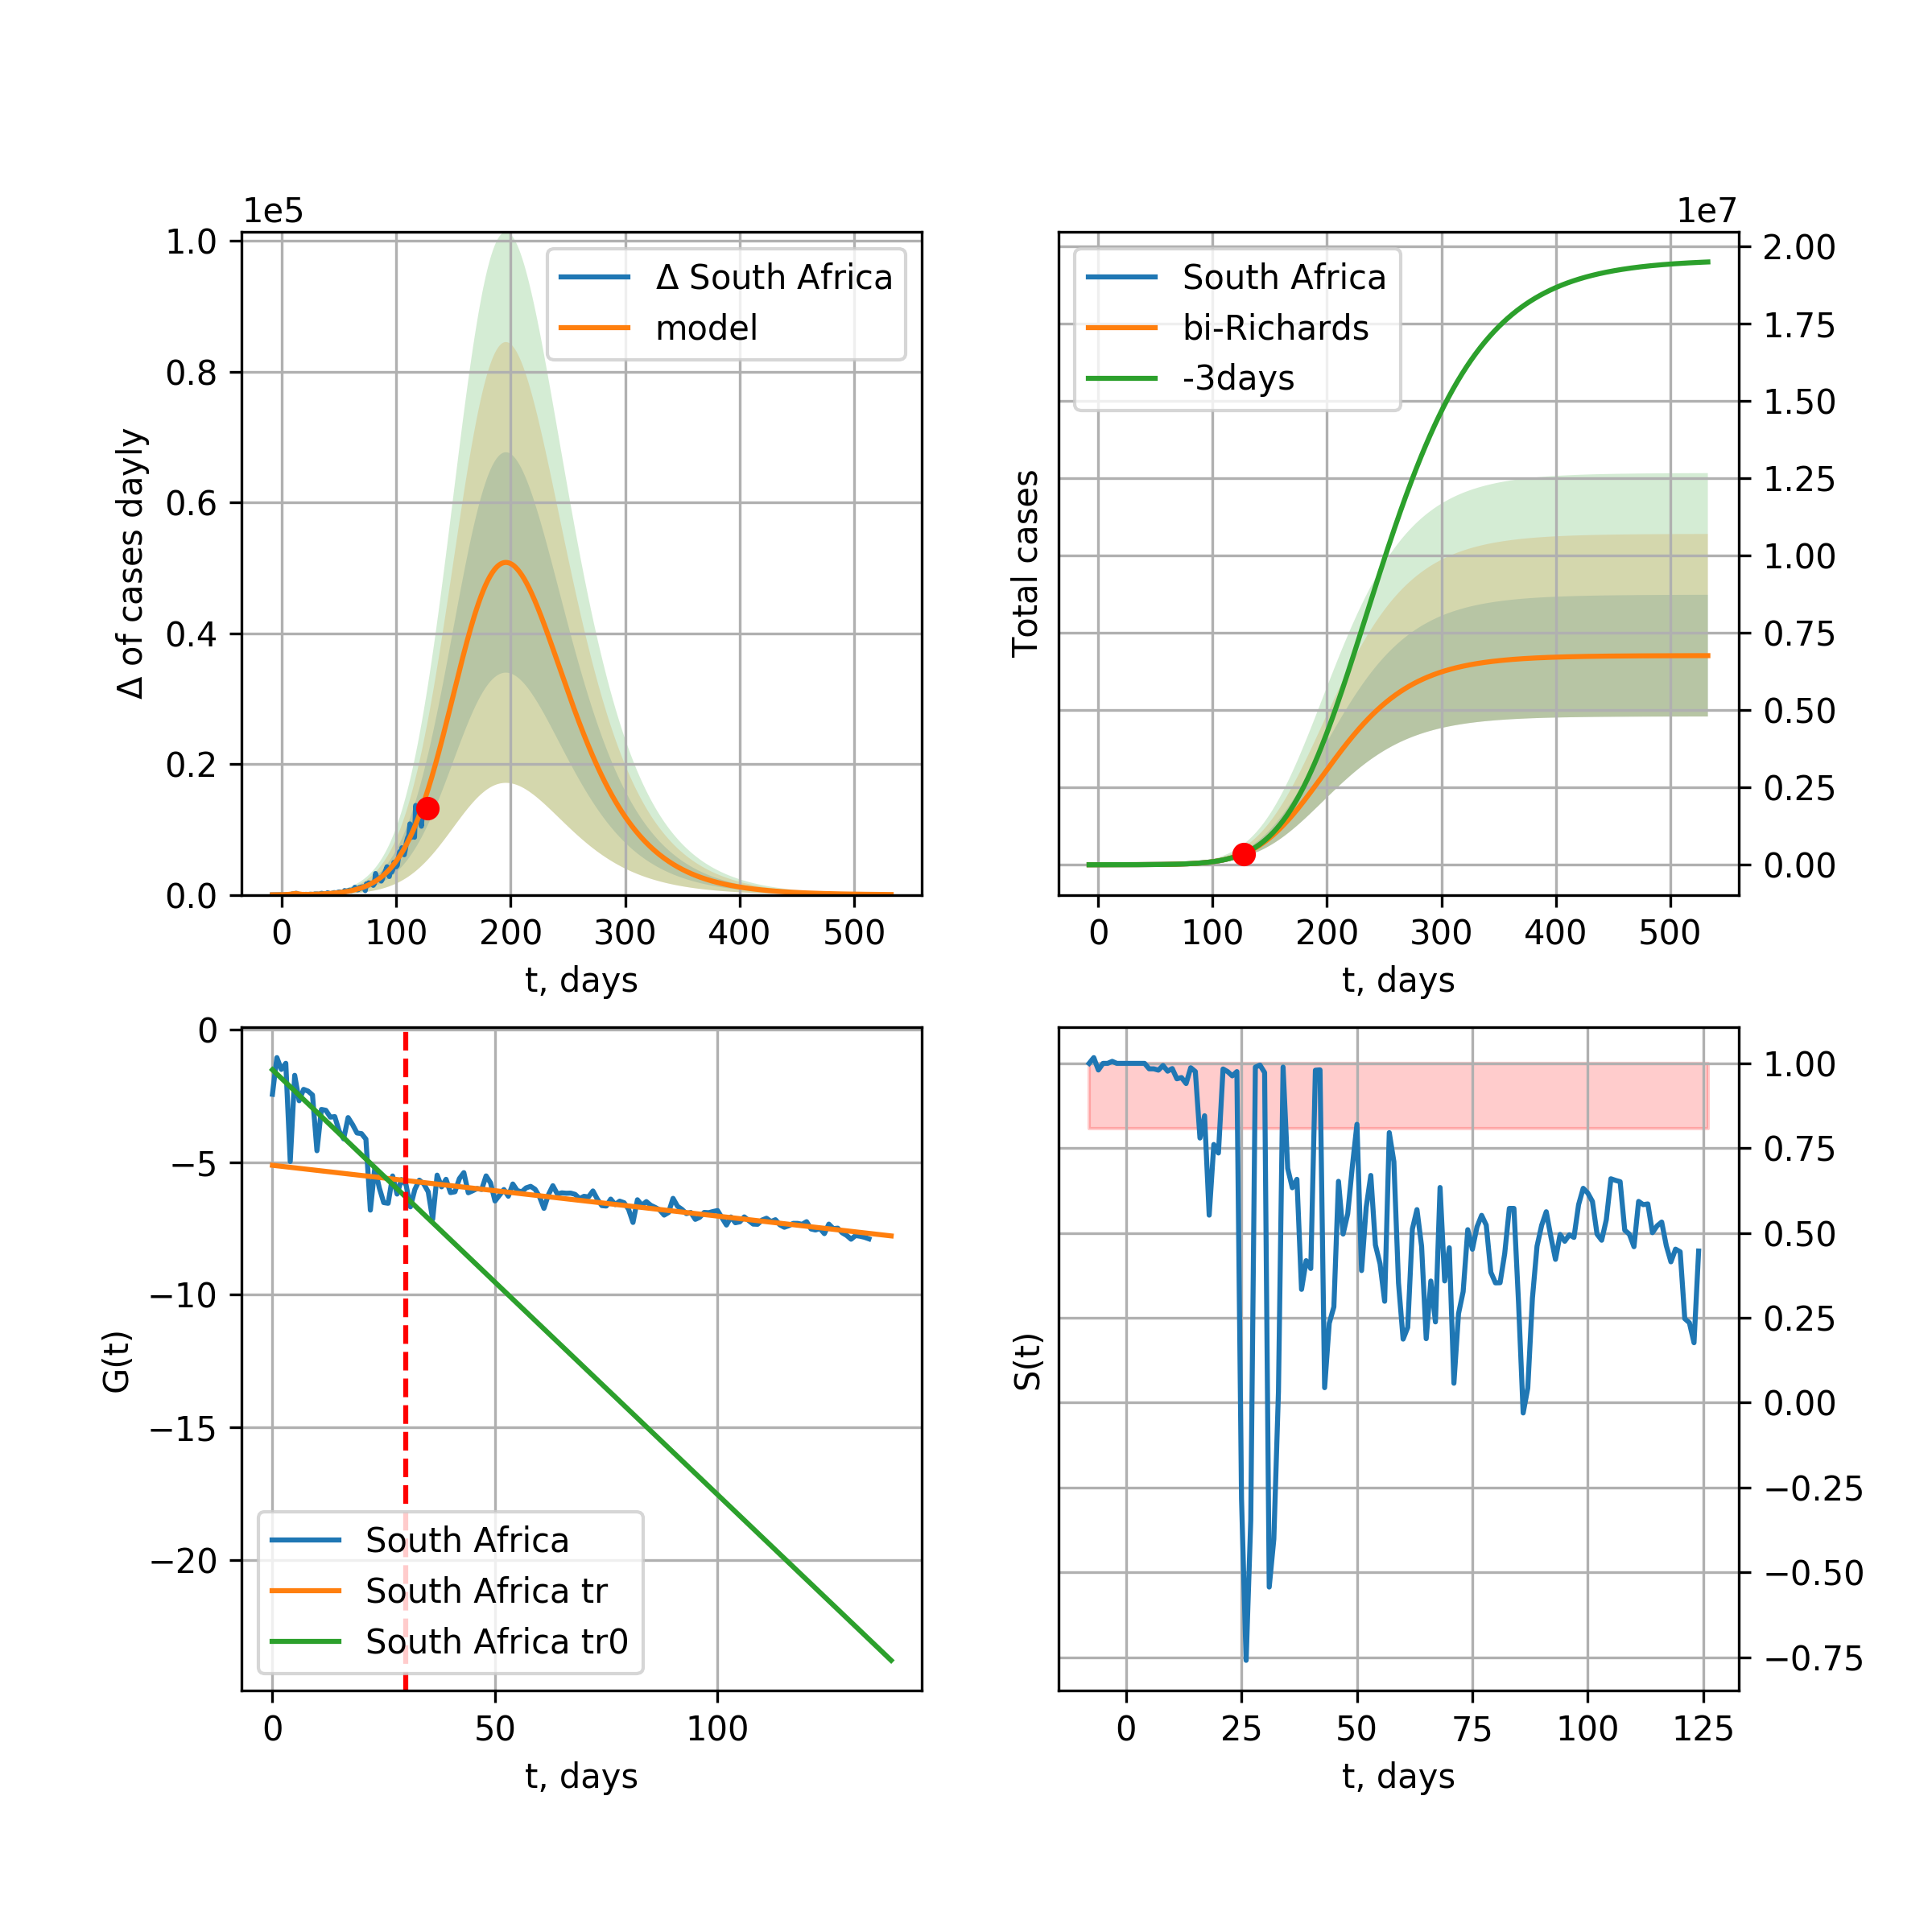 1e5
1.0
0.8
0.6
0.4
0.2
0.0
Δ of cases dayly
Δ South Africa
model
0 100 200 300 400 500
t, days
1e7
2.00
1.75
1.50
1.25
1.00
0.75
0.50
0.25
0.00
Total cases
South Africa
bi-Richards
-3days
0 100 200 300 400 500
t, days
0
−5
−10
−15
−20
G(t)
South Africa
South Africa tr
South Africa tr0
0 50 100
t, days
1.00
0.75
0.50
0.25
0.00
−0.25
−0.50
−0.75
S(t)
0 25 50 75 100 125
t, days